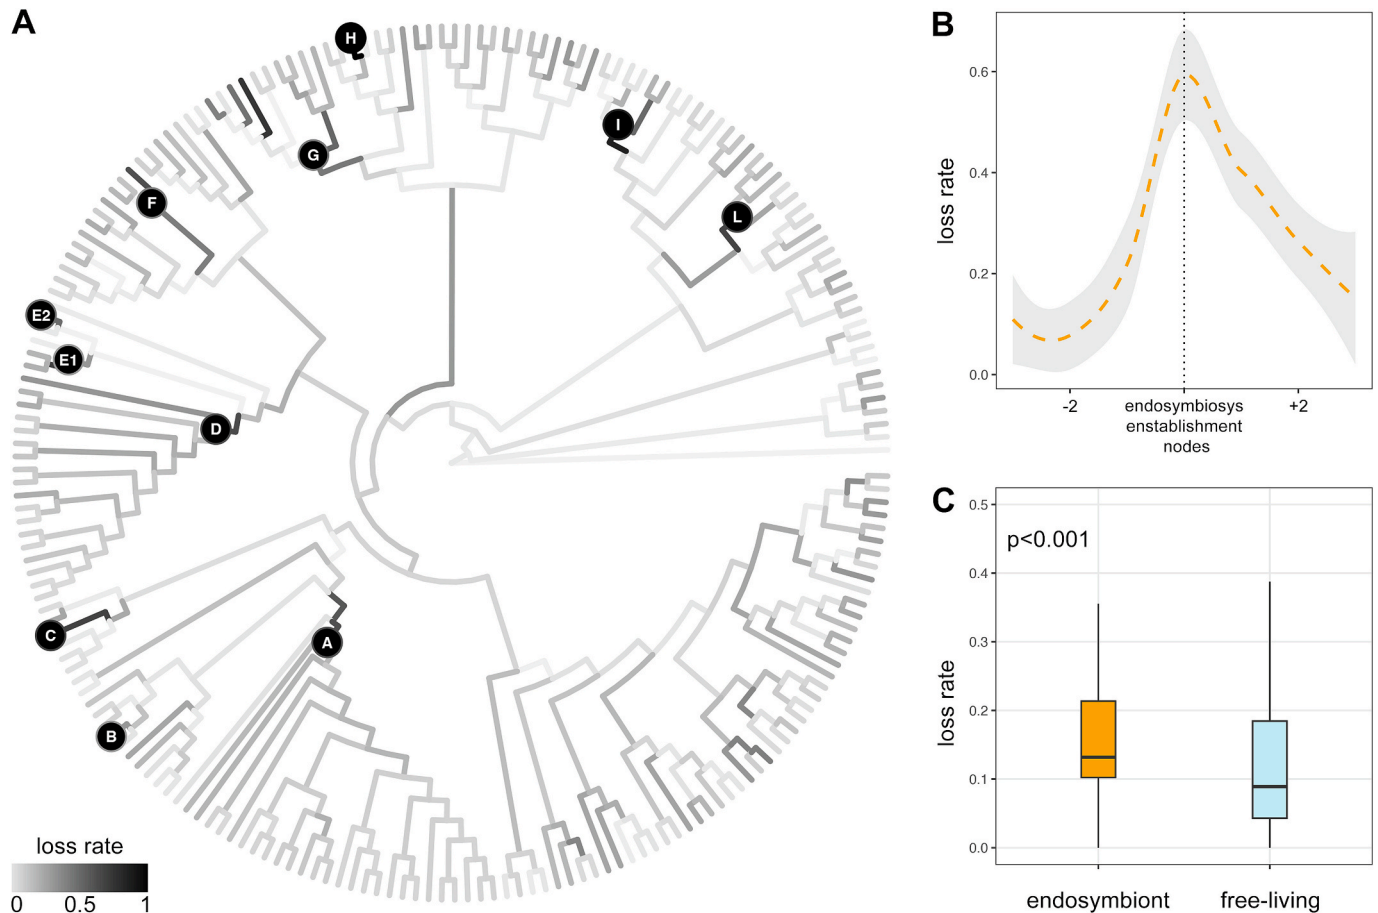 A
H
G
I
F
L
E2
E1
D
C
A
B
loss rate
0 0.5 1
B
loss rate
0.6
0.4
0.2
0.0
-2 endosymbiosys +2
enstablishment
nodes
C
loss rate
0.5
p<0.001
0.4
0.3
0.2
0.1
0.0
endosymbiont free-living